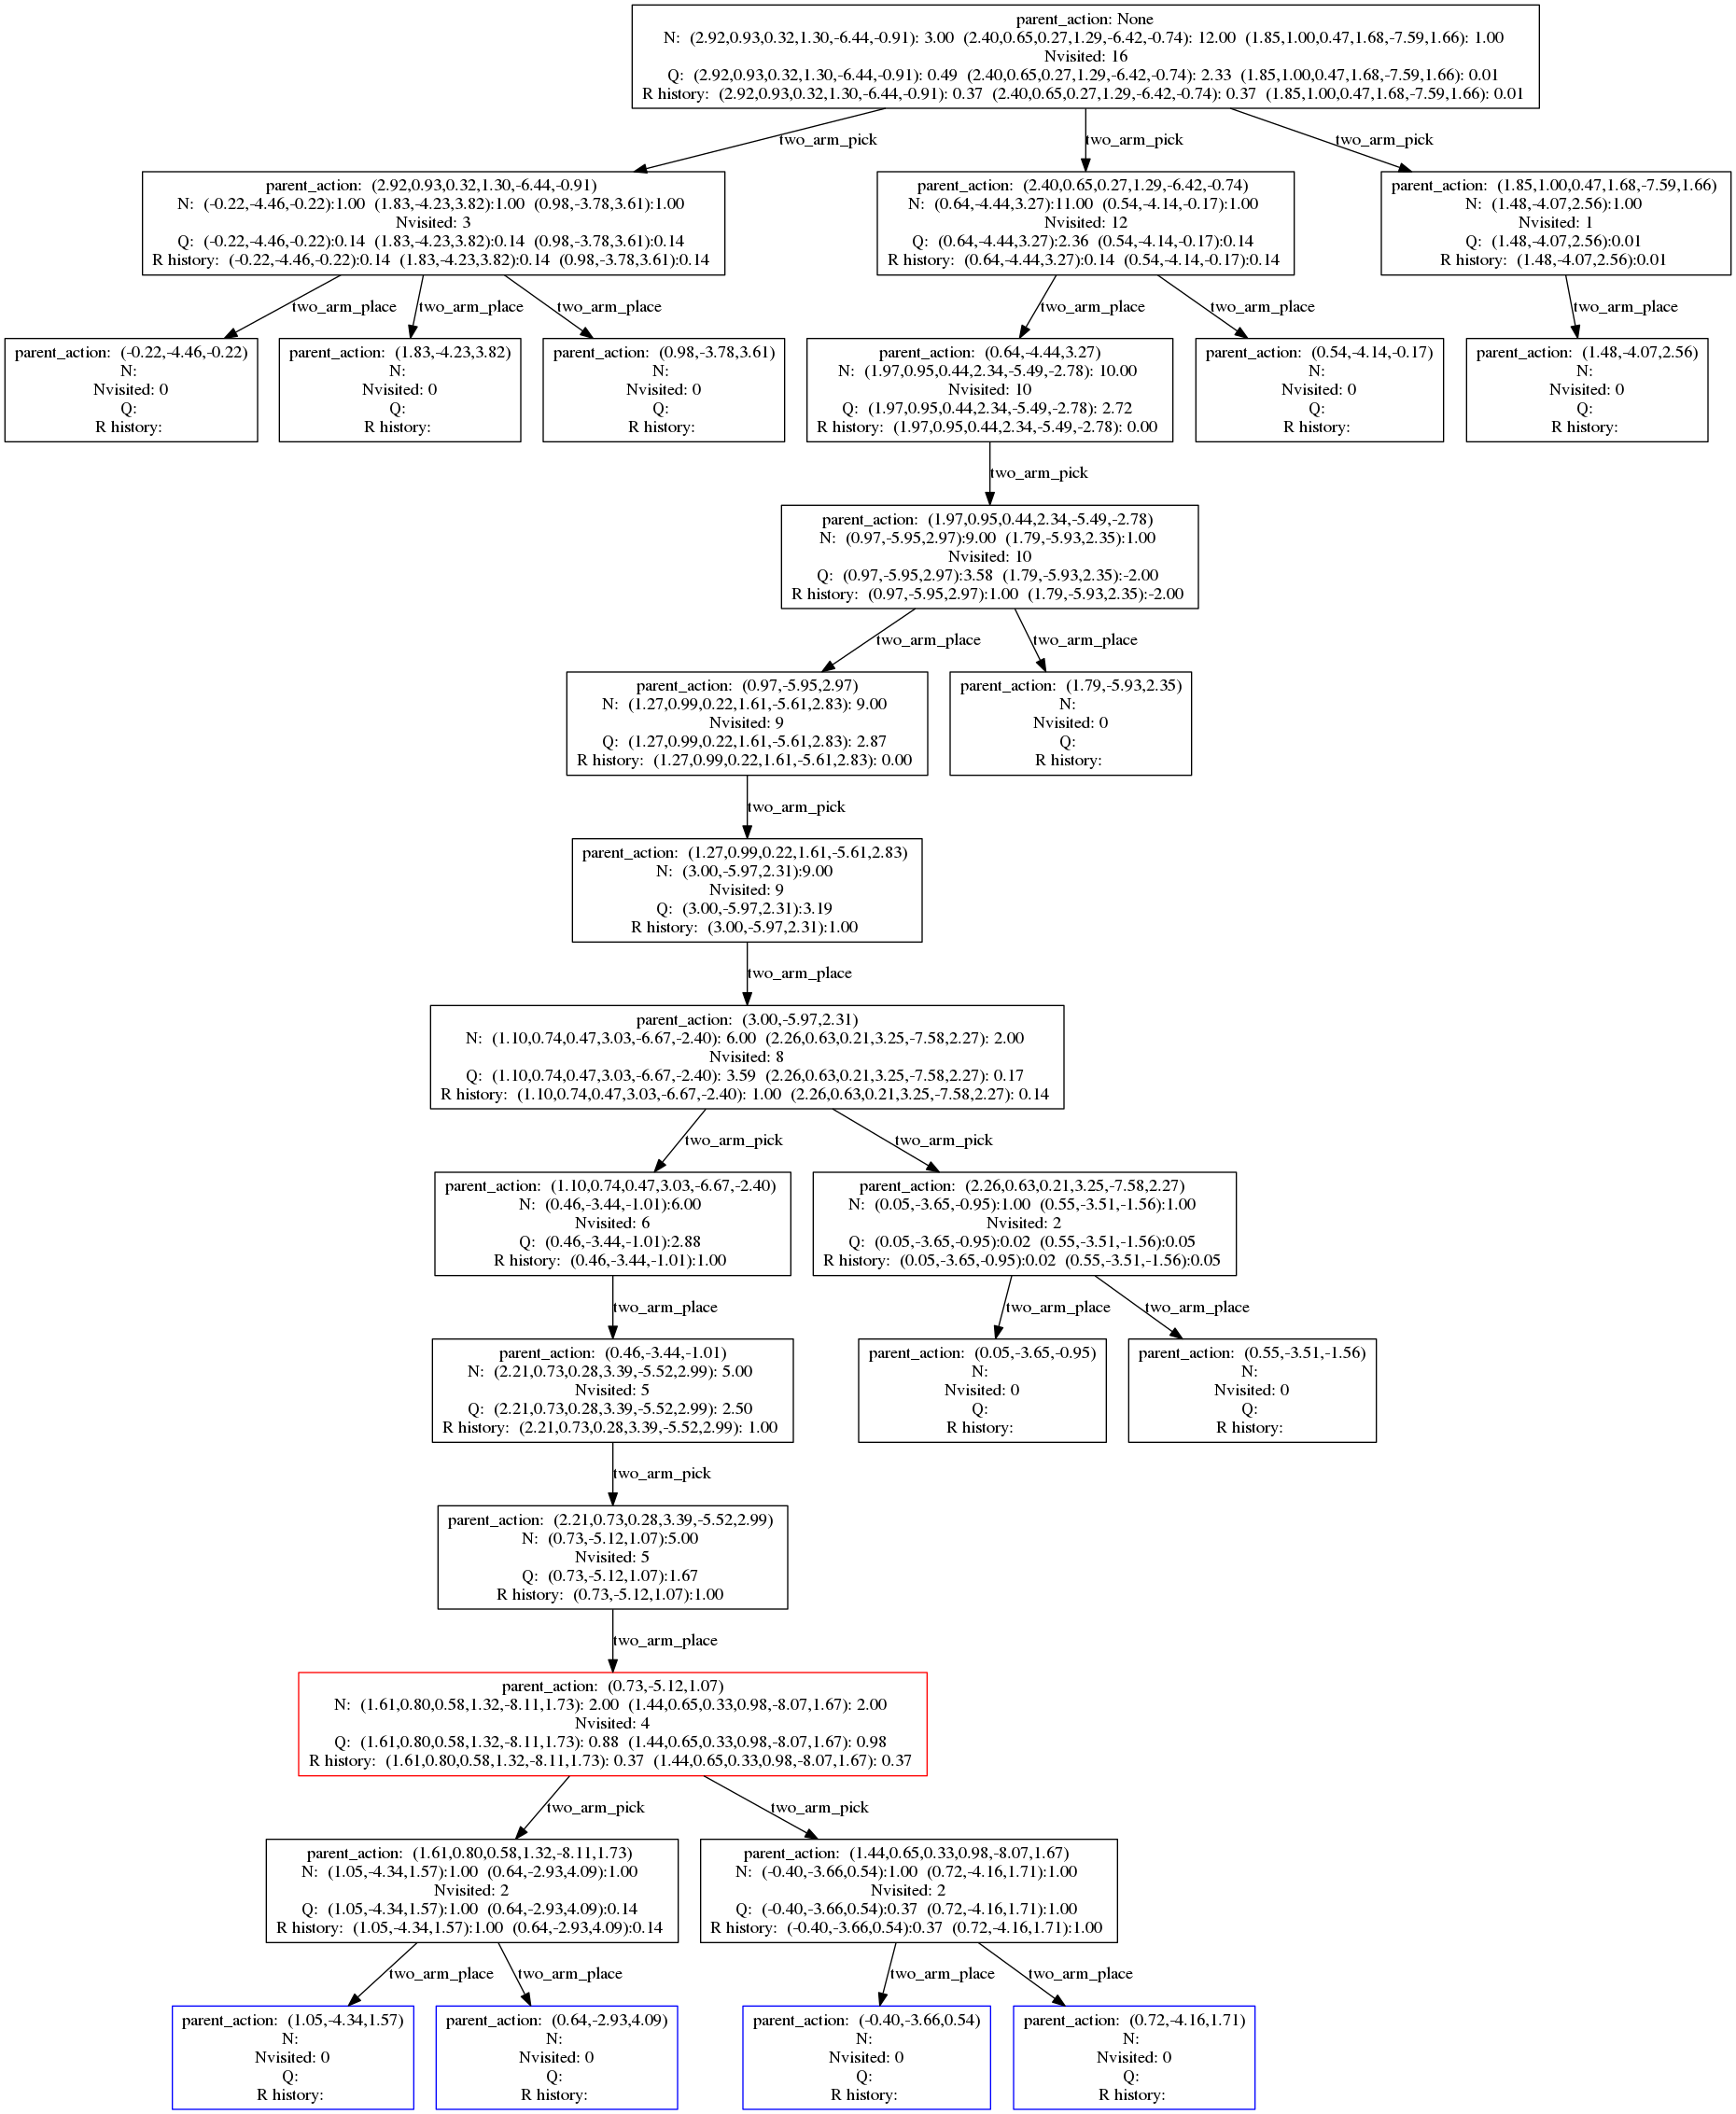 parent_action: None
N:  (2.92,0.93,0.32,1.30,-6.44,-0.91): 3.00  (2.40,0.65,0.27,1.29,-6.42,-0.74): 12.00  (1.85,1.00,0.47,1.68,-7.59,1.66): 1.00
Nvisited: 16
Q:  (2.92,0.93,0.32,1.30,-6.44,-0.91): 0.49  (2.40,0.65,0.27,1.29,-6.42,-0.74): 2.33  (1.85,1.00,0.47,1.68,-7.59,1.66): 0.01
R history:  (2.92,0.93,0.32,1.30,-6.44,-0.91): 0.37  (2.40,0.65,0.27,1.29,-6.42,-0.74): 0.37  (1.85,1.00,0.47,1.68,-7.59,1.66): 0.01
two_arm_pick
two_arm_pick
two_arm_pick
parent_action:  (2.92,0.93,0.32,1.30,-6.44,-0.91)
N:  (-0.22,-4.46,-0.22):1.00  (1.83,-4.23,3.82):1.00  (0.98,-3.78,3.61):1.00
Nvisited: 3
Q:  (-0.22,-4.46,-0.22):0.14  (1.83,-4.23,3.82):0.14  (0.98,-3.78,3.61):0.14
R history:  (-0.22,-4.46,-0.22):0.14  (1.83,-4.23,3.82):0.14  (0.98,-3.78,3.61):0.14
parent_action:  (2.40,0.65,0.27,1.29,-6.42,-0.74)
N:  (0.64,-4.44,3.27):11.00  (0.54,-4.14,-0.17):1.00
Nvisited: 12
Q:  (0.64,-4.44,3.27):2.36  (0.54,-4.14,-0.17):0.14
R history:  (0.64,-4.44,3.27):0.14  (0.54,-4.14,-0.17):0.14
parent_action:  (1.85,1.00,0.47,1.68,-7.59,1.66)
N:  (1.48,-4.07,2.56):1.00
Nvisited: 1
Q:  (1.48,-4.07,2.56):0.01
R history:  (1.48,-4.07,2.56):0.01
two_arm_place
two_arm_place
two_arm_place
two_arm_place
two_arm_place
two_arm_place
parent_action:  (-0.22,-4.46,-0.22)
N:
Nvisited: 0
Q:
R history:
parent_action:  (1.83,-4.23,3.82)
N:
Nvisited: 0
Q:
R history:
parent_action:  (0.98,-3.78,3.61)
N:
Nvisited: 0
Q:
R history:
parent_action:  (0.64,-4.44,3.27)
N:  (1.97,0.95,0.44,2.34,-5.49,-2.78): 10.00
Nvisited: 10
Q:  (1.97,0.95,0.44,2.34,-5.49,-2.78): 2.72
R history:  (1.97,0.95,0.44,2.34,-5.49,-2.78): 0.00
parent_action:  (0.54,-4.14,-0.17)
N:
Nvisited: 0
Q:
R history:
parent_action:  (1.48,-4.07,2.56)
N:
Nvisited: 0
Q:
R history:
two_arm_pick
parent_action:  (1.97,0.95,0.44,2.34,-5.49,-2.78)
N:  (0.97,-5.95,2.97):9.00  (1.79,-5.93,2.35):1.00
Nvisited: 10
Q:  (0.97,-5.95,2.97):3.58  (1.79,-5.93,2.35):-2.00
R history:  (0.97,-5.95,2.97):1.00  (1.79,-5.93,2.35):-2.00
two_arm_place
two_arm_place
parent_action:  (0.97,-5.95,2.97)
N:  (1.27,0.99,0.22,1.61,-5.61,2.83): 9.00
Nvisited: 9
Q:  (1.27,0.99,0.22,1.61,-5.61,2.83): 2.87
R history:  (1.27,0.99,0.22,1.61,-5.61,2.83): 0.00
parent_action:  (1.79,-5.93,2.35)
N:
Nvisited: 0
Q:
R history:
two_arm_pick
parent_action:  (1.27,0.99,0.22,1.61,-5.61,2.83)
N:  (3.00,-5.97,2.31):9.00
Nvisited: 9
Q:  (3.00,-5.97,2.31):3.19
R history:  (3.00,-5.97,2.31):1.00
two_arm_place
parent_action:  (3.00,-5.97,2.31)
N:  (1.10,0.74,0.47,3.03,-6.67,-2.40): 6.00  (2.26,0.63,0.21,3.25,-7.58,2.27): 2.00
Nvisited: 8
Q:  (1.10,0.74,0.47,3.03,-6.67,-2.40): 3.59  (2.26,0.63,0.21,3.25,-7.58,2.27): 0.17
R history:  (1.10,0.74,0.47,3.03,-6.67,-2.40): 1.00  (2.26,0.63,0.21,3.25,-7.58,2.27): 0.14
two_arm_pick
two_arm_pick
parent_action:  (1.10,0.74,0.47,3.03,-6.67,-2.40)
N:  (0.46,-3.44,-1.01):6.00
Nvisited: 6
Q:  (0.46,-3.44,-1.01):2.88
R history:  (0.46,-3.44,-1.01):1.00
parent_action:  (2.26,0.63,0.21,3.25,-7.58,2.27)
N:  (0.05,-3.65,-0.95):1.00  (0.55,-3.51,-1.56):1.00
Nvisited: 2
Q:  (0.05,-3.65,-0.95):0.02  (0.55,-3.51,-1.56):0.05
R history:  (0.05,-3.65,-0.95):0.02  (0.55,-3.51,-1.56):0.05
two_arm_place
two_arm_place
two_arm_place
parent_action:  (0.46,-3.44,-1.01)
N:  (2.21,0.73,0.28,3.39,-5.52,2.99): 5.00
Nvisited: 5
Q:  (2.21,0.73,0.28,3.39,-5.52,2.99): 2.50
R history:  (2.21,0.73,0.28,3.39,-5.52,2.99): 1.00
parent_action:  (0.05,-3.65,-0.95)
N:
Nvisited: 0
Q:
R history:
parent_action:  (0.55,-3.51,-1.56)
N:
Nvisited: 0
Q:
R history:
two_arm_pick
parent_action:  (2.21,0.73,0.28,3.39,-5.52,2.99)
N:  (0.73,-5.12,1.07):5.00
Nvisited: 5
Q:  (0.73,-5.12,1.07):1.67
R history:  (0.73,-5.12,1.07):1.00
two_arm_place
parent_action:  (0.73,-5.12,1.07)
N:  (1.61,0.80,0.58,1.32,-8.11,1.73): 2.00  (1.44,0.65,0.33,0.98,-8.07,1.67): 2.00
Nvisited: 4
Q:  (1.61,0.80,0.58,1.32,-8.11,1.73): 0.88  (1.44,0.65,0.33,0.98,-8.07,1.67): 0.98
R history:  (1.61,0.80,0.58,1.32,-8.11,1.73): 0.37  (1.44,0.65,0.33,0.98,-8.07,1.67): 0.37
two_arm_pick
two_arm_pick
parent_action:  (1.61,0.80,0.58,1.32,-8.11,1.73)
N:  (1.05,-4.34,1.57):1.00  (0.64,-2.93,4.09):1.00
Nvisited: 2
Q:  (1.05,-4.34,1.57):1.00  (0.64,-2.93,4.09):0.14
R history:  (1.05,-4.34,1.57):1.00  (0.64,-2.93,4.09):0.14
parent_action:  (1.44,0.65,0.33,0.98,-8.07,1.67)
N:  (-0.40,-3.66,0.54):1.00  (0.72,-4.16,1.71):1.00
Nvisited: 2
Q:  (-0.40,-3.66,0.54):0.37  (0.72,-4.16,1.71):1.00
R history:  (-0.40,-3.66,0.54):0.37  (0.72,-4.16,1.71):1.00
two_arm_place
two_arm_place
two_arm_place
two_arm_place
parent_action:  (1.05,-4.34,1.57)
N:
Nvisited: 0
Q:
R history:
parent_action:  (0.64,-2.93,4.09)
N:
Nvisited: 0
Q:
R history:
parent_action:  (-0.40,-3.66,0.54)
N:
Nvisited: 0
Q:
R history:
parent_action:  (0.72,-4.16,1.71)
N:
Nvisited: 0
Q:
R history: